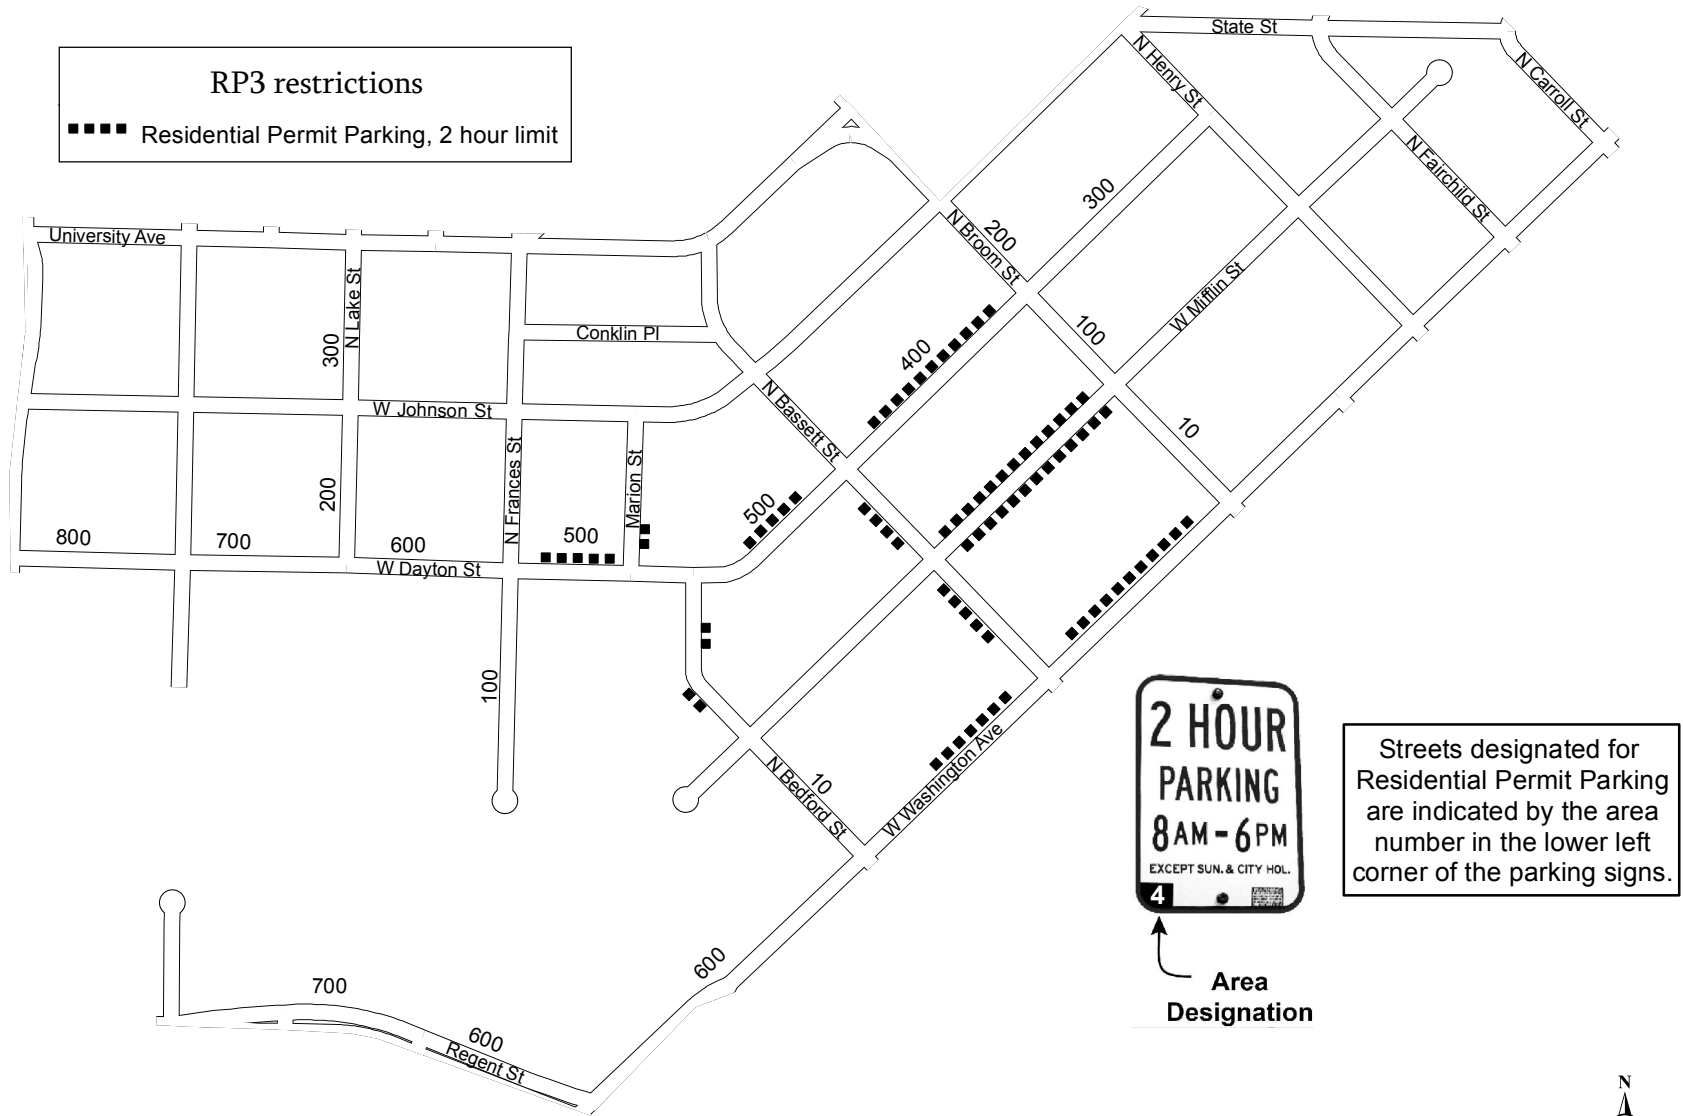 State St
N Carroll St
RP3 restrictions
Residential Permit Parking, 2 hour limit
N Henry St
N Fairchild St
300
200
N Broom St
University Ave
N Lake St
300
Conklin Pl
W Mifflin St
100
400
W Johnson St
N Bassett St
10
N Frances St
Marion St
200
500
800
700
600
500
W Dayton St
100
N Bedford St
10
W Washington Ave
2 HOUR
PARKING
8AM-6PM
EXCEPT SUN. & CITY HOL.
4
Streets designated for
Residential Permit Parking
are indicated by the area
number in the lower left
corner of the parking signs.
Area
Designation
600
700
600
Regent St
N